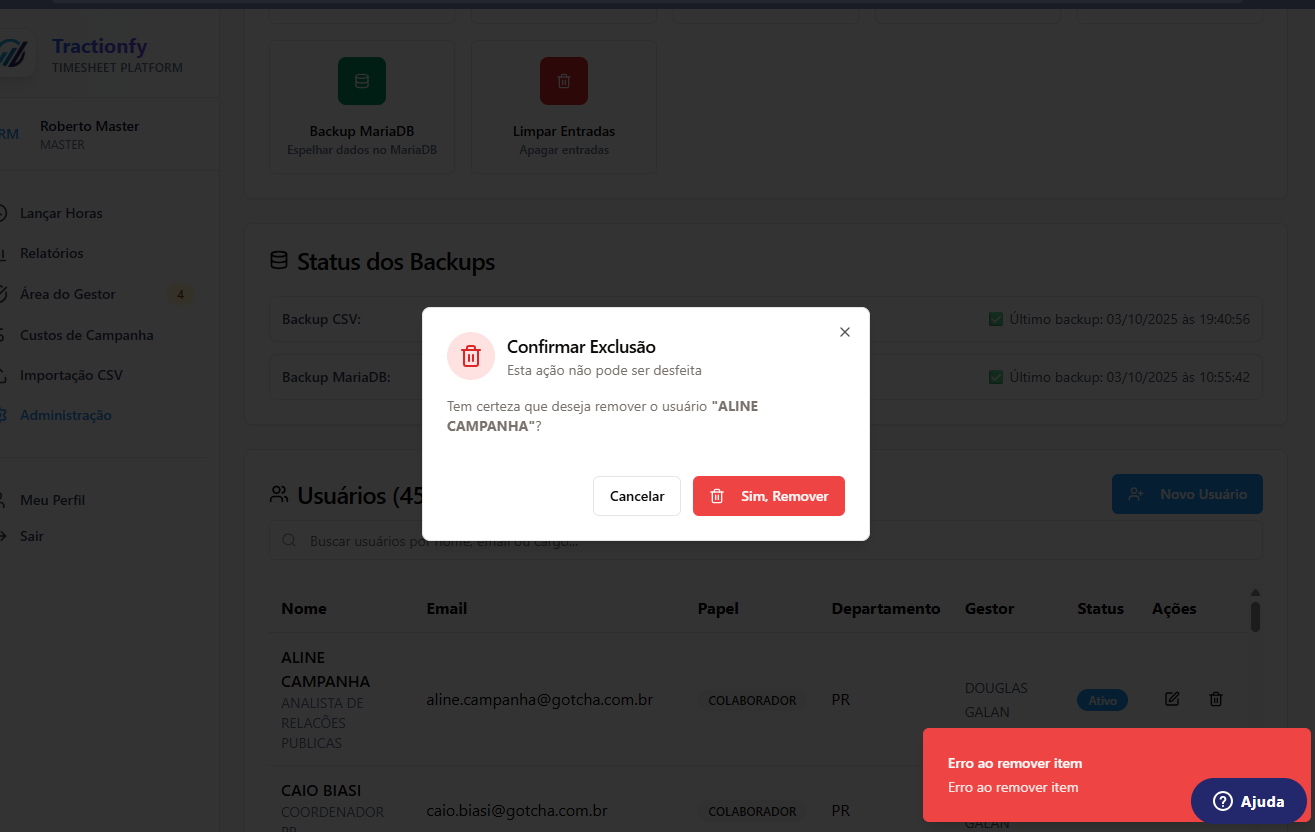 Tractionfy
TIMESHEET PLATFORM
RM
Roberto Master
MASTER
Lançar Horas
Relatórios
Área do Gestor
4
Custos de Campanha
Importação CSV
Administração
Meu Perfil
Sair
Backup MariaDB
Espelhar dados no MariaDB
Limpar Entradas
Apagar entradas
Status dos Backups
Backup CSV:
Último backup: 03/10/2025 às 19:40:56
Backup MariaDB:
Último backup: 03/10/2025 às 10:55:42
Confirmar Exclusão
Esta ação não pode ser desfeita
Tem certeza que deseja remover o usuário "ALINE
CAMPANHA"?
Cancelar
Sim, Remover
Usuários (45
Novo Usuário
Buscar usuários por nome, email ou cargo...
Nome Email Papel Departamento Gestor Status Ações
ALINE
CAMPANHA
ANALISTA DE
RELACÕES
PUBLICAS
aline.campanha@gotcha.com.br
COLABORADOR
PR
DOUGLAS
GALAN
Ativo
CAIO BIASI
COORDENADOR
PR
caio.biasi@gotcha.com.br
COLABORADOR
PR
GALAN
Erro ao remover item
Erro ao remover item
Ajuda